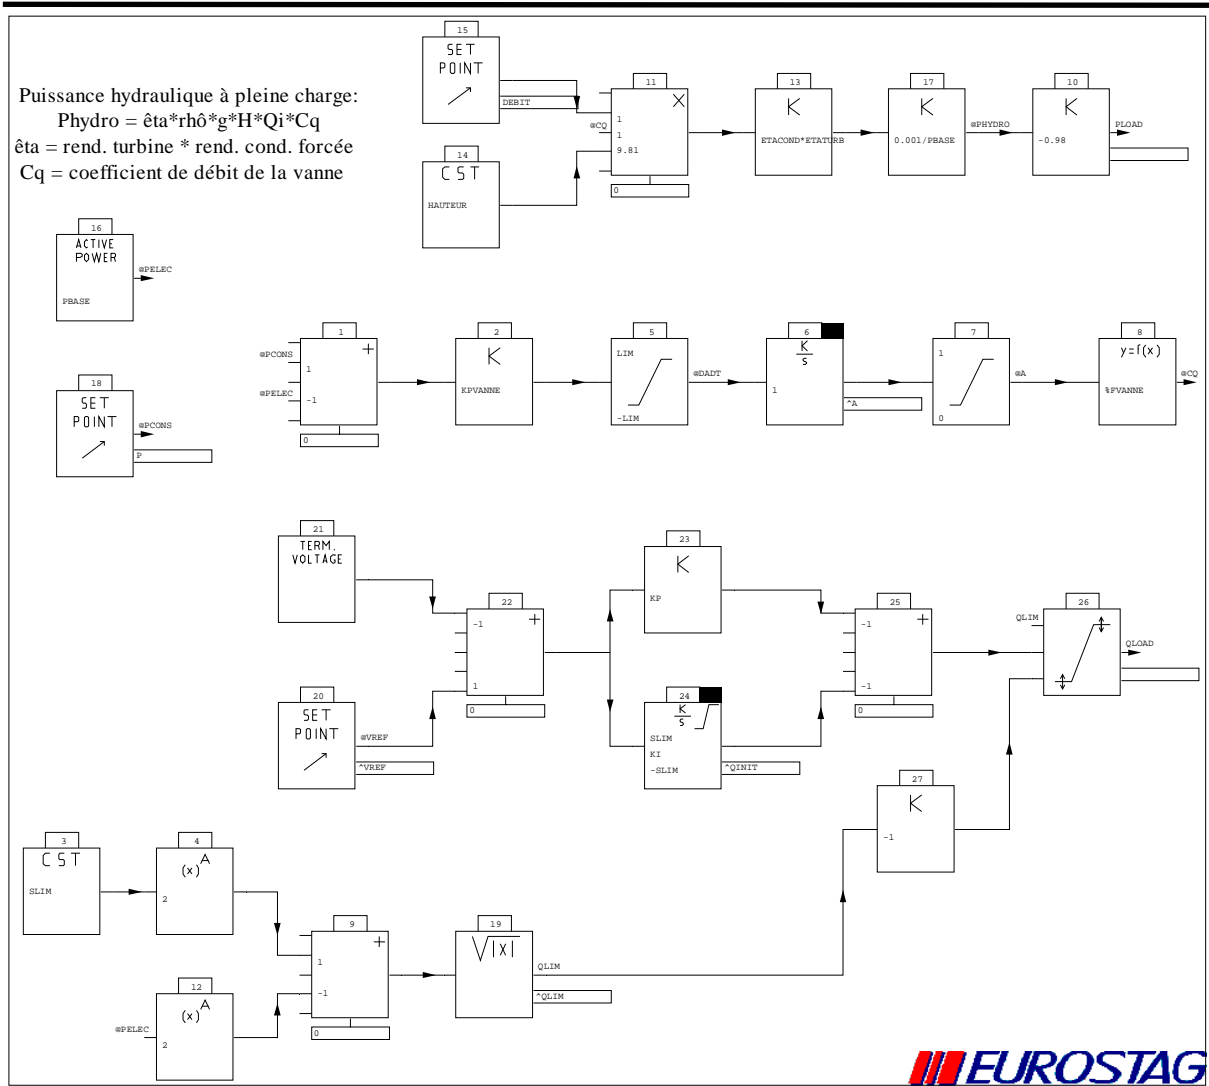 Puissance hydraulique à pleine charge:
Phydro = êta*rhô*g*H*Qi*Cq
êta = rend. turbine * rend. cond. forcée
Cq = coefficient de débit de la vanne
15
SET
POINT
DEBIT
14
CST
HAUTEUR
11
X
1
@CQ
1
9.81
0
13
K
ETACOND*ETATURB
17
K
0.001/PBASE
@PHYDRO
10
K
-0.98
PLOAD
16
ACTIVE
POWER
PBASE
@PELEC
18
SET
POINT
@PCONS
P
1
+
@PCONS
1
@PELEC
-1
0
2
K
KPVANNE
5
LIM
-LIM
@DADT
6
K
s
1
^A
7
1
0
@A
8
y=f(x)
%FVANNE
@CQ
21
TERM.
VOLTAGE
20
SET
POINT
@VREF
^VREF
22
+
-1
1
0
23
K
KP
24
K
s
SLIM
KI
-SLIM
^QINIT
25
+
-1
-1
0
26
QLIM
QLOAD
27
K
-1
3
CST
SLIM
4
(x)^A
2
12
(x)^A
@PELEC
2
9
+
1
-1
0
19
√|X|
QLIM
^QLIM
EUROSTAG